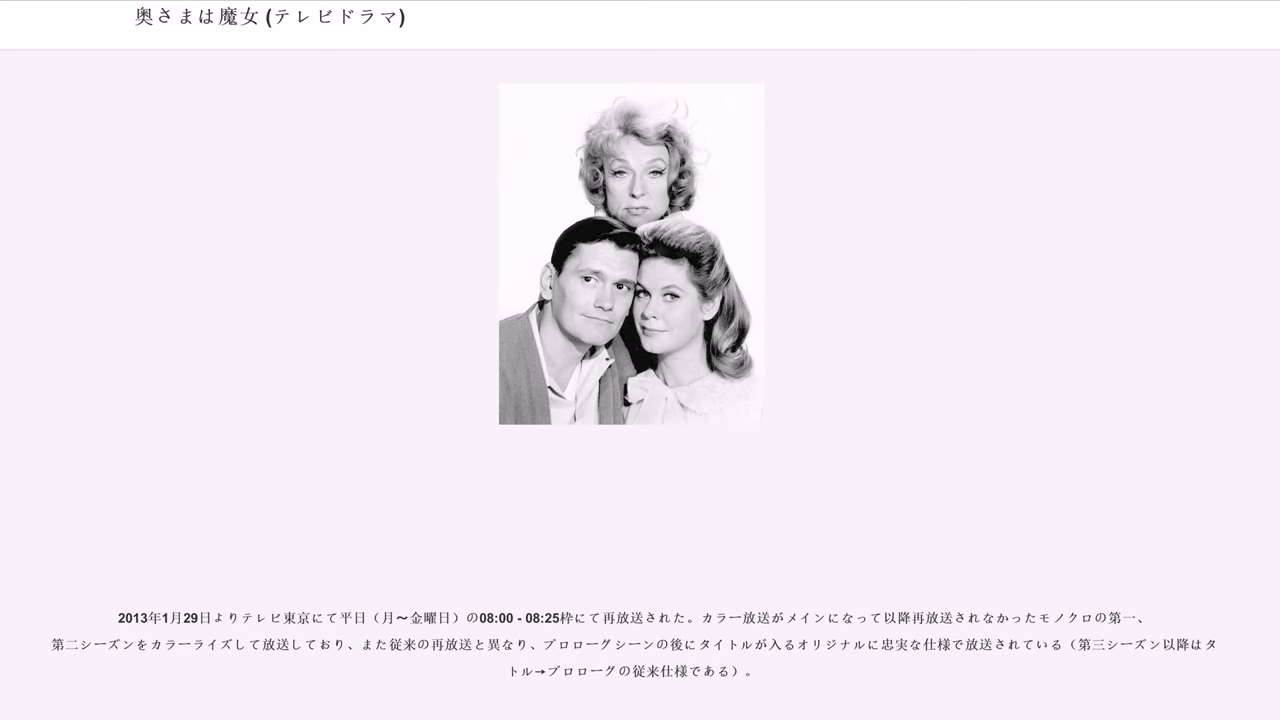 奥さまは魔女 (テレビドラマ)
2013年1月29日よりテレビ東京にて平日（月〜金曜日）の08:00 - 08:25枠にて再放送された。カラー放送がメインになって以降再放送されなかったモノクロの第一、
第二シーズンをカラーライズして放送しており、また従来の再放送と異なり、プロローグシーンの後にタイトルが入るオリジナルに忠実な仕様で放送されている（第三シーズン以降はタ
トル→プロローグの従来仕様である）。